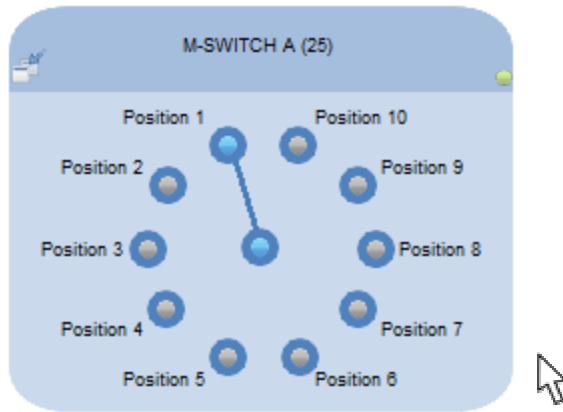 M-SWITCH A (25)
Position 1
Position 10
Position 2
Position 9
Position 3
Position 8
Position 4
Position 7
Position 5
Position 6